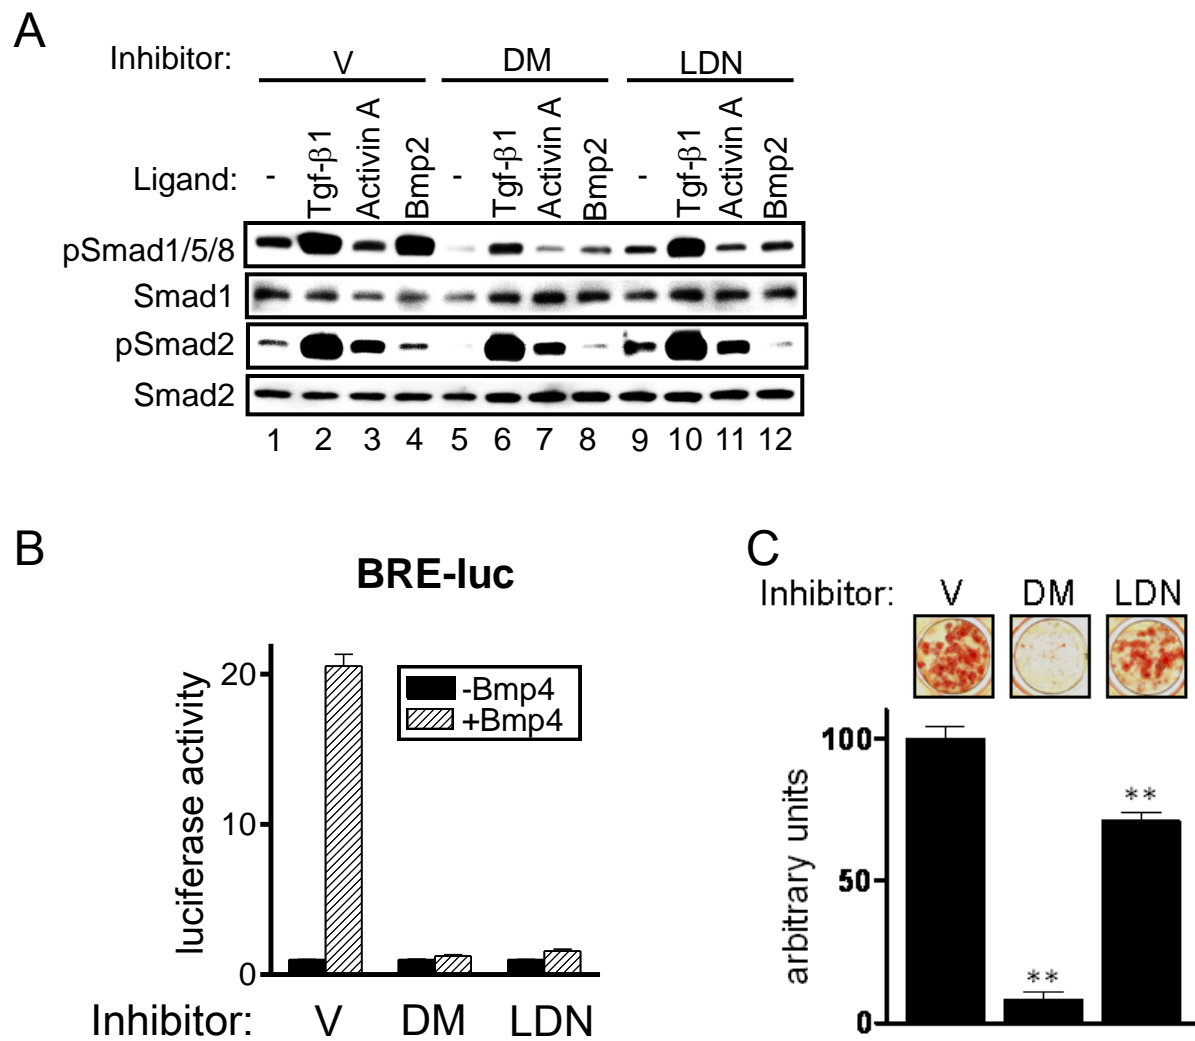 A
Inhibitor: V DM LDN
Ligand: - Tgf-β1 Activin A Bmp2 - Tgf-β1 Activin A Bmp2 - Tgf-β1 Activin A Bmp2
pSmad1/5/8
Smad1
pSmad2
Smad2
1 2 3 4 5 6 7 8 9 10 11 12
B
BRE-luc
luciferase activity
20
10
0
-Bmp4
+Bmp4
Inhibitor: V DM LDN
C
Inhibitor: V DM LDN
arbitrary units
100
50
0
**
**